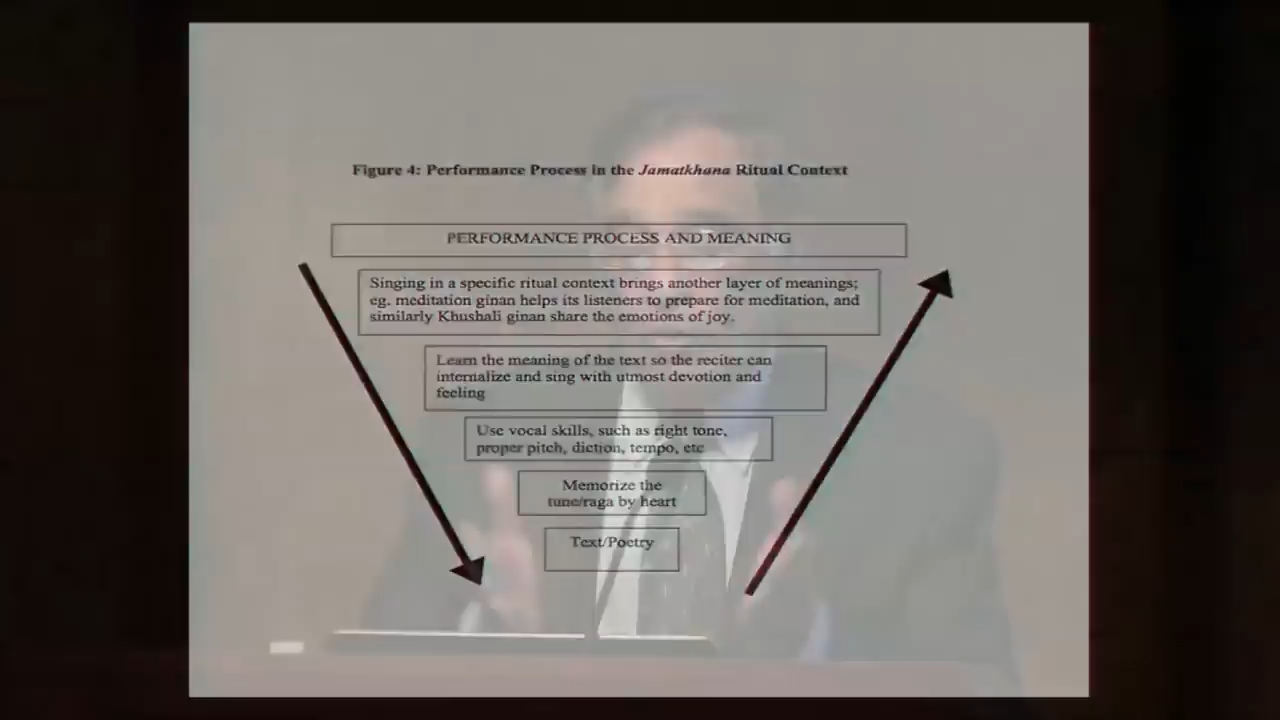 Figure 4: Performance Process in the Jamatkhana Ritual Context
PERFORMANCE PROCESS AND MEANING
Singing in a specific ritual context brings another layer of meanings;
eg. meditation ginan helps its listeners to prepare for meditation, and
similarly Khushali ginan share the emotions of joy.
Learn the meaning of the text so the reciter can
internalize and sing with utmost devotion and
feeling
Use vocal skills, such as right tone,
proper pitch, diction, tempo, etc
Memorize the
tune/raga by heart
Text/Poetry